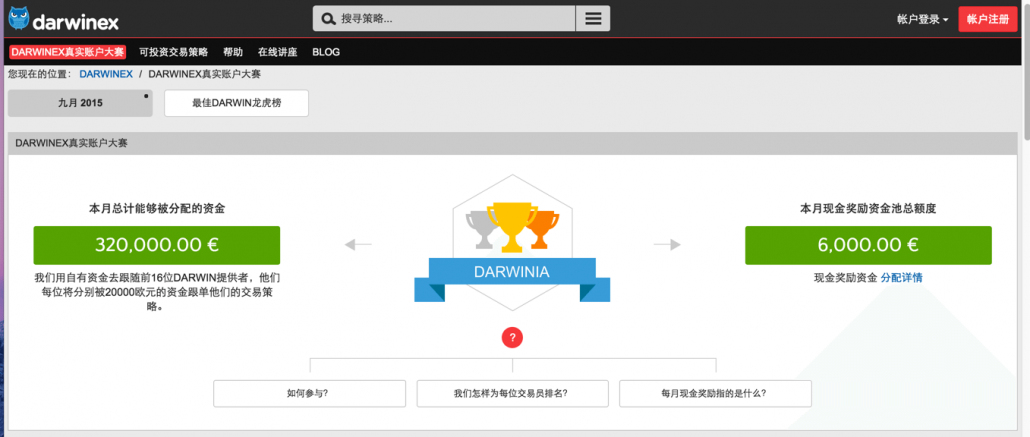 darwinex
搜寻策略...
帐户登录
帐户注册
DARWINEX真实账户大赛
可投资交易策略
帮助
在线讲座
BLOG
您现在的位置: DARWINEX / DARWINEX真实账户大赛
九月 2015
最佳DARWIN龙虎榜
DARWINEX真实账户大赛
本月总计能够被分配的资金
320,000.00 €
我们用自有资金去跟随前16位DARWIN提供者，他们
每位将分别被20000欧元的资金跟单他们的交易策
略。
DARWINIA
本月现金奖励资金池总额度
6,000.00 €
现金奖励资金 分配详情
?
如何参与?
我们怎样为每位交易员排名?
每月现金奖励指的是什么?